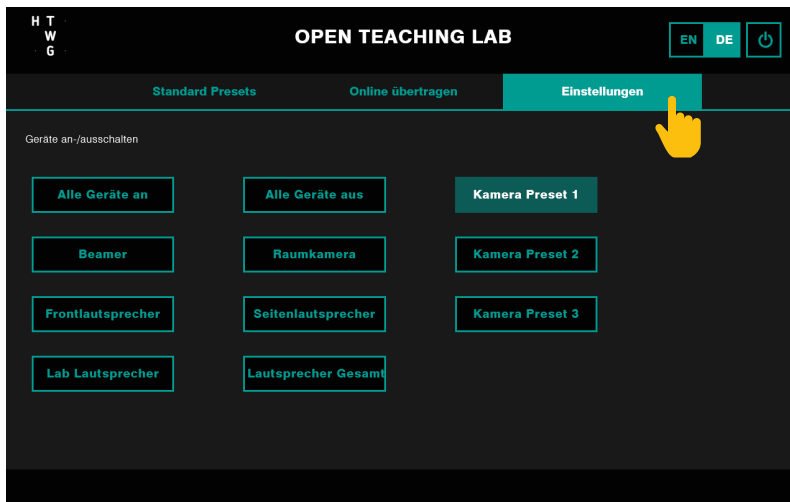 H T
W
G
OPEN TEACHING LAB
EN DE
Standard Presets Online übertragen Einstellungen
Geräte an-/ausschalten
Alle Geräte an Alle Geräte aus Kamera Preset 1
Beamer Raumkamera Kamera Preset 2
Frontlautsprecher Seitenlautsprecher Kamera Preset 3
Lab Lautsprecher Lautsprecher Gesamt